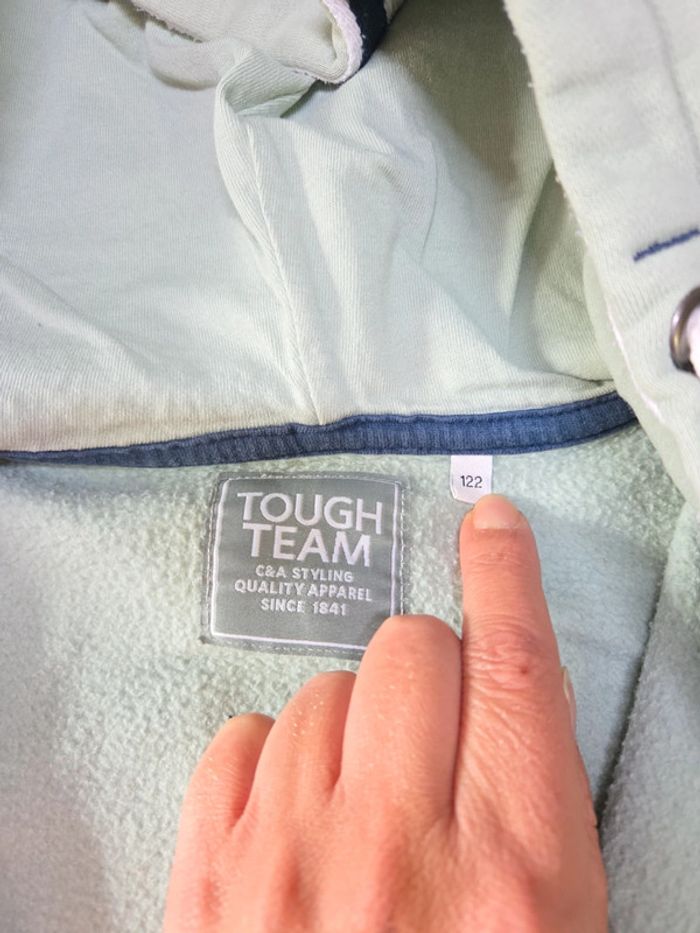 TOUGH
TEAM
C&A STYLING
QUALITY APPAREL
SINCE 1841
122